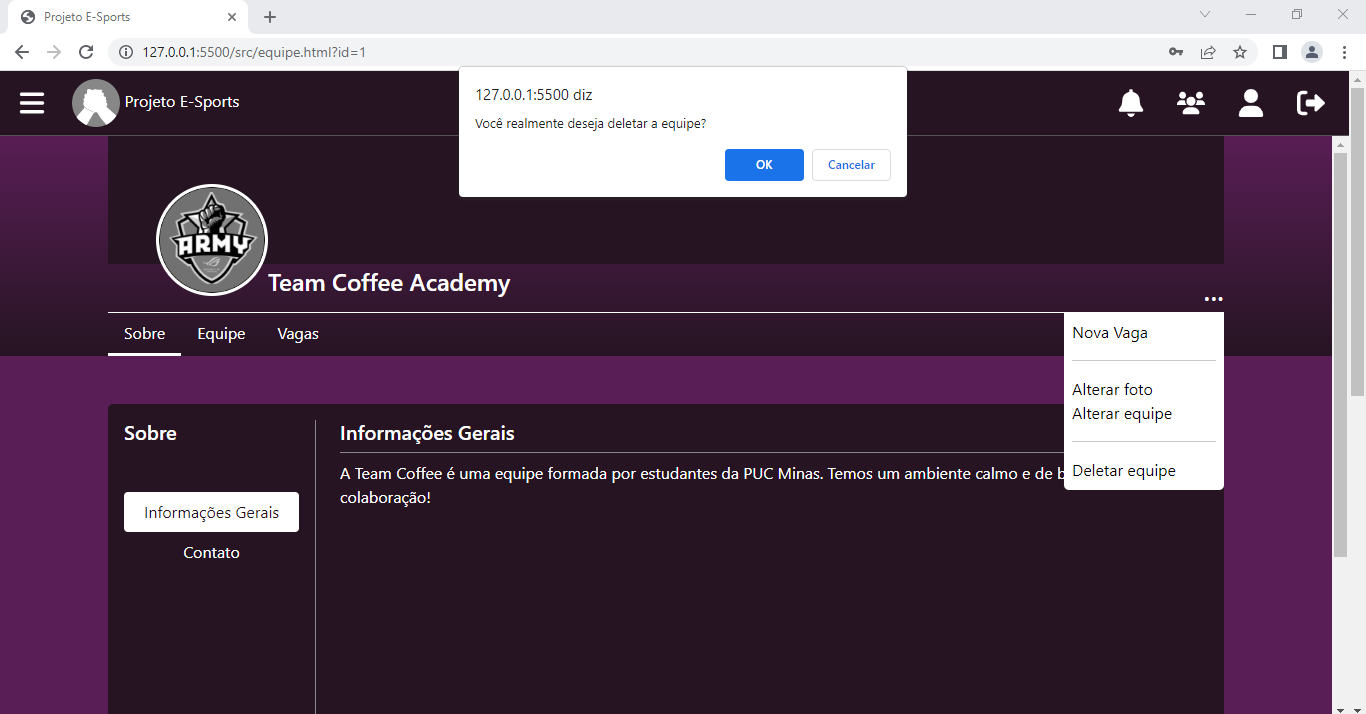 Projeto E-Sports
127.0.0.1:5500/src/equipe.html?id=1
Projeto E-Sports
127.0.0.1:5500 diz
Você realmente deseja deletar a equipe?
OK
Cancelar
ARMY
Team Coffee Academy
Sobre
Equipe
Vagas
Nova Vaga
Alterar foto
Alterar equipe
Deletar equipe
Sobre
Informações Gerais
Contato
Informações Gerais
A Team Coffee é uma equipe formada por estudantes da PUC Minas. Temos um ambiente calmo e de
colaboração!